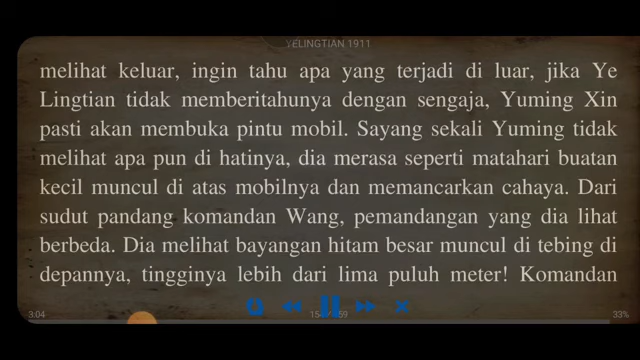 YELINGTIAN 1911
melihat keluar, ingin tahu apa yang terjadi di luar, jika Ye
Lingtian tidak memberitahunya dengan sengaja, Yuming Xin
pasti akan membuka pintu mobil. Sayang sekali Yuming tidak
melihat apa pun di hatinya, dia merasa seperti matahari buatan
kecil muncul di atas mobilnya dan memancarkan cahaya. Dari
sudut pandang komandan Wang, pemandangan yang dia lihat
berbeda. Dia melihat bayangan hitam besar muncul di tebing di
depannya, tingginya lebih dari lima puluh meter! Komandan
3:04
33%